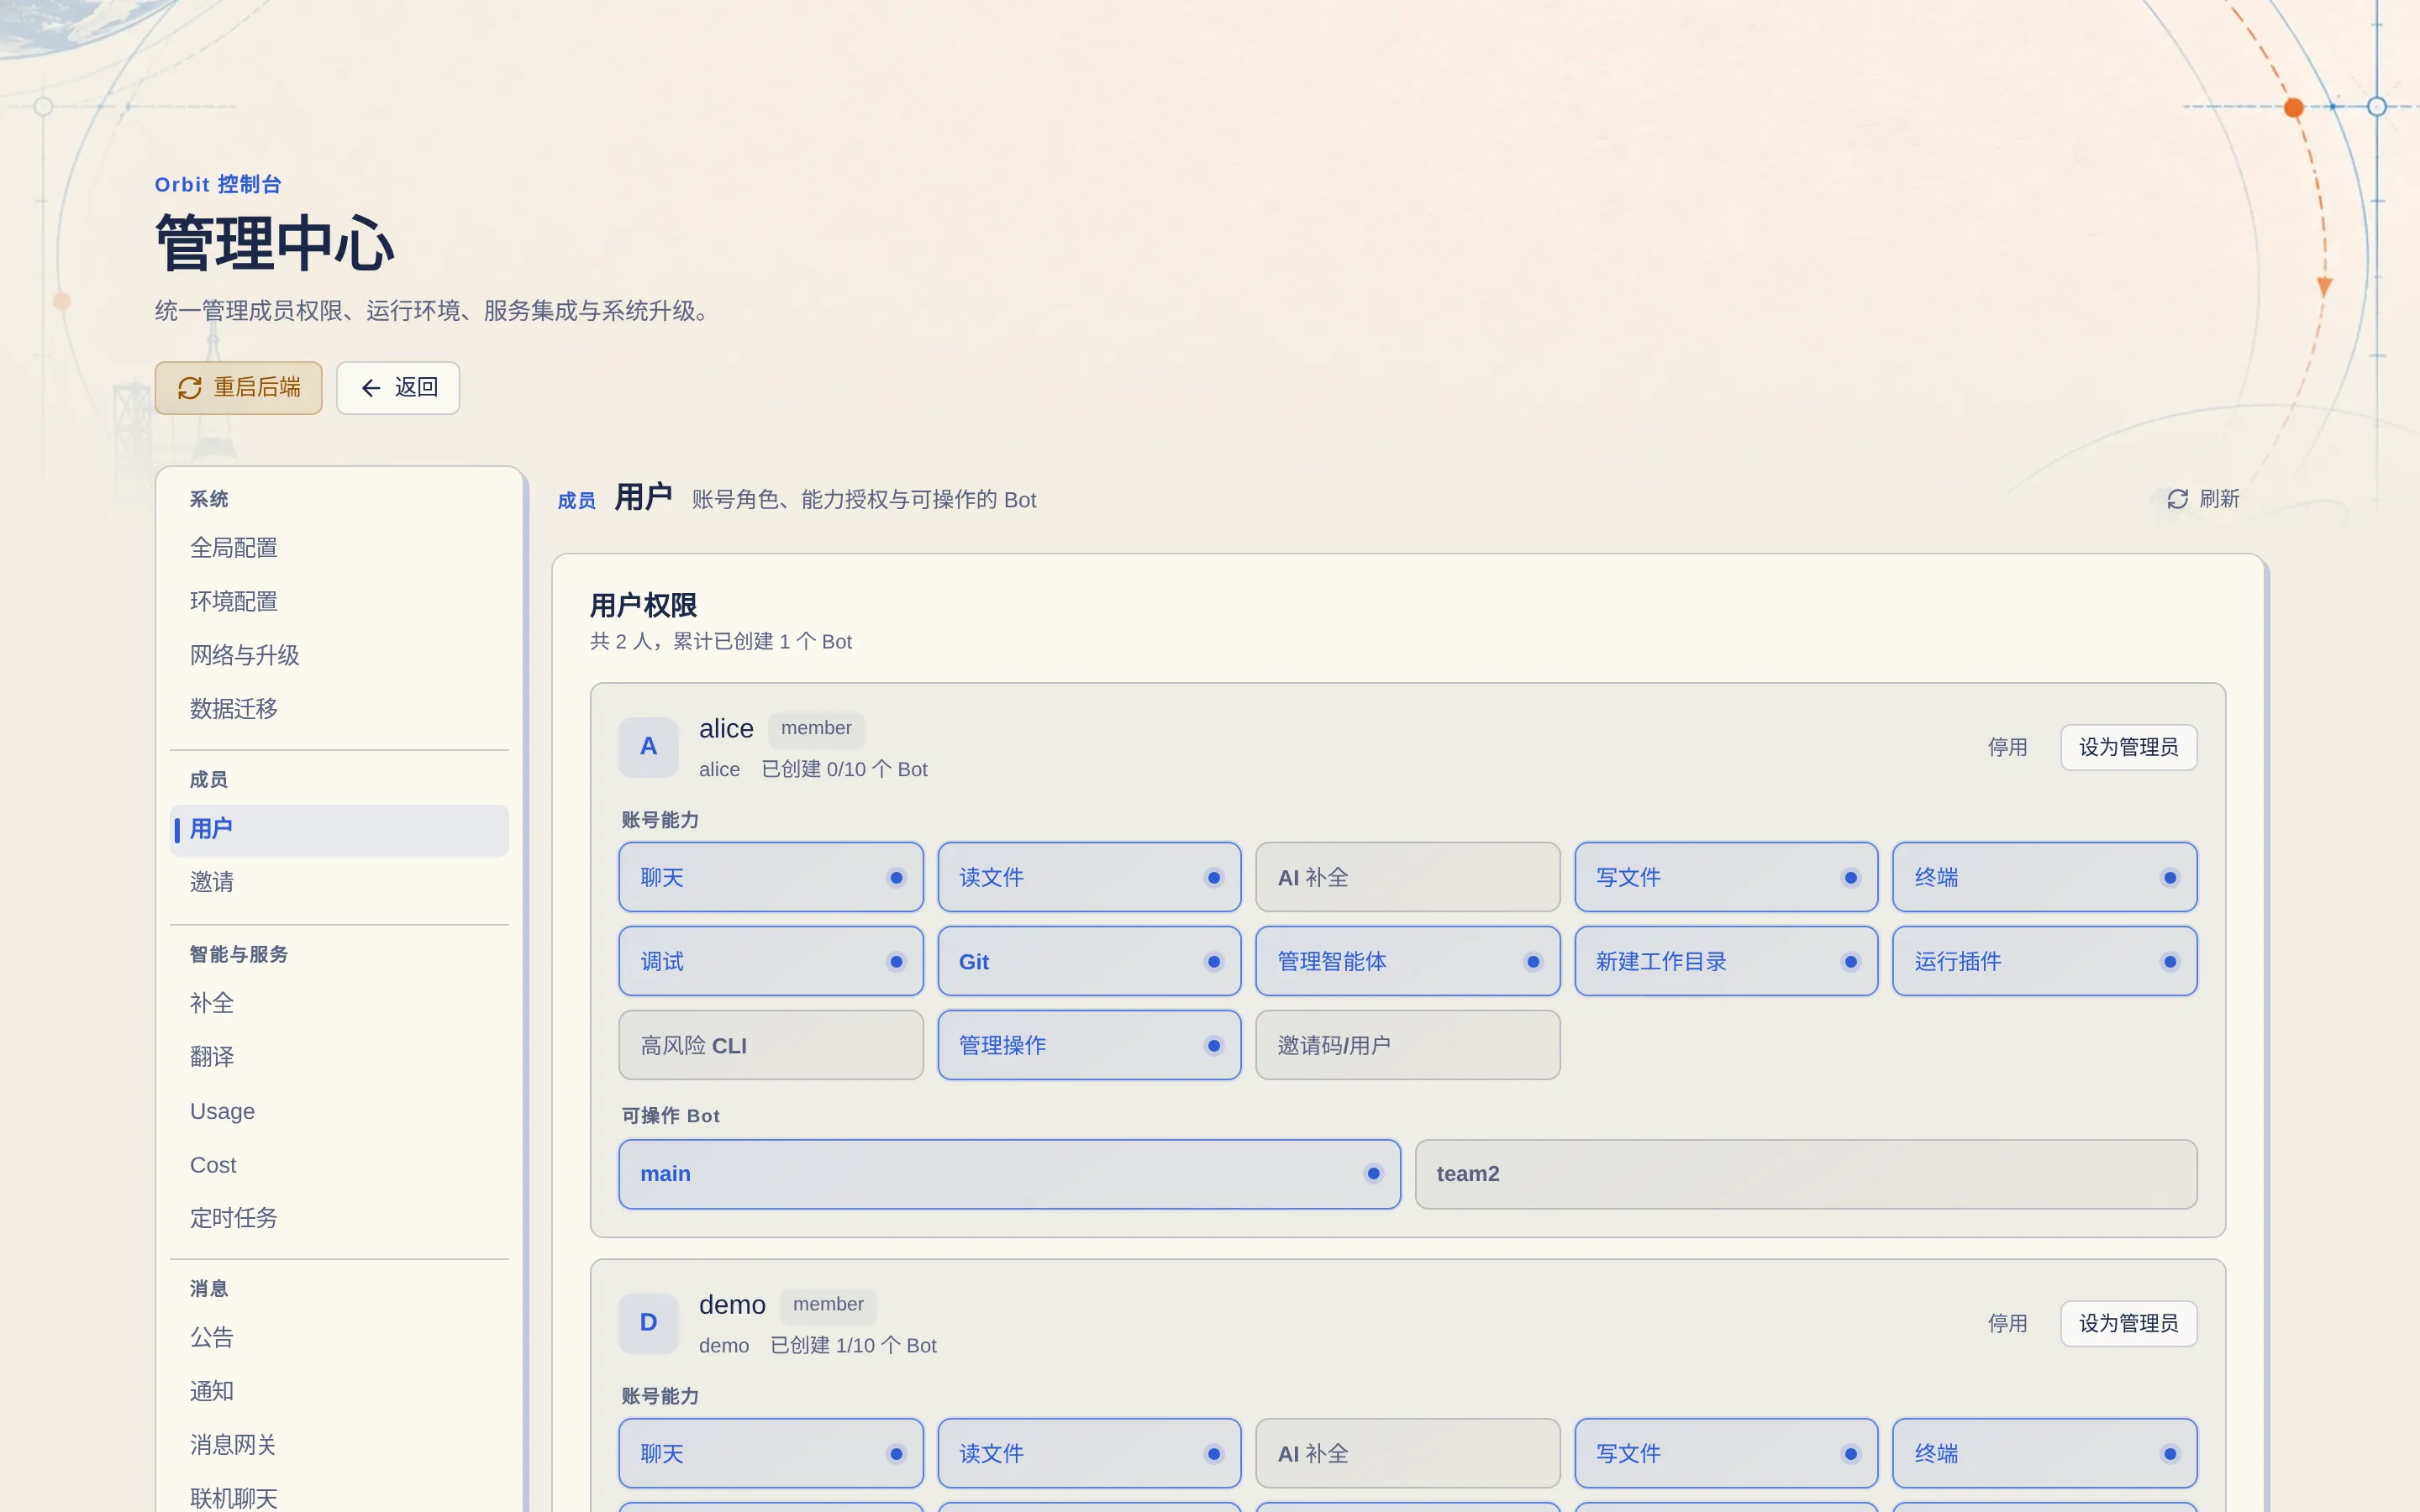 Orbit 控制台
管理中心
统一管理成员权限、运行环境、服务集成与系统升级。
重启后端
返回
系统
全局配置
环境配置
网络与升级
数据迁移
成员
用户
邀请
智能与服务
补全
翻译
Usage
Cost
定时任务
消息
公告
通知
消息网关
联机聊天
成员 用户 账号角色、能力授权与可操作的 Bot
刷新
用户权限
共 2 人，累计已创建 1 个 Bot
A
alice member
alice 已创建 0/10 个 Bot
停用
设为管理员
账号能力
聊天 读文件 AI 补全 写文件 终端
调试 Git 管理智能体 新建工作目录 运行插件
高风险 CLI 管理操作 邀请码/用户
可操作 Bot
main team2
D
demo member
demo 已创建 1/10 个 Bot
停用
设为管理员
账号能力
聊天 读文件 AI 补全 写文件 终端